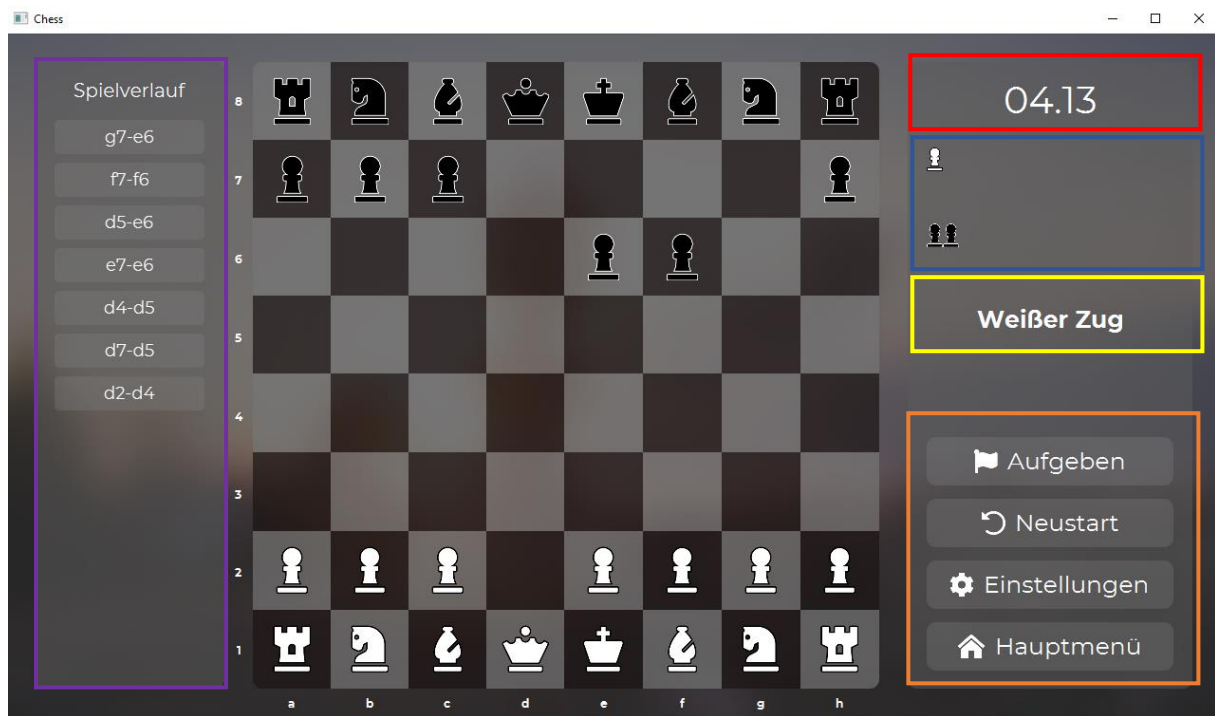 Chess
Spielverlauf
g7-e6
f7-f6
d5-e6
e7-e6
d4-d5
d7-d5
d2-d4
8
7
6
5
4
3
2
1
a b c d e f g h
04.13
Weißer Zug
Aufgeben
Neustart
Einstellungen
Hauptmenü